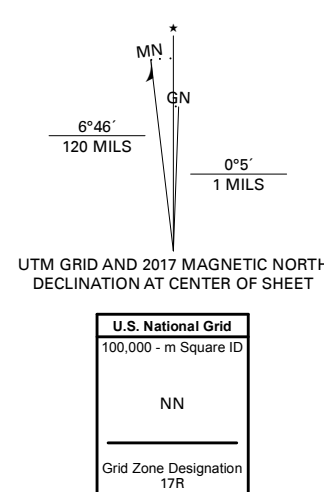 ★
MN
GN
6°46´
120 MILS
0°5´
1 MILS
UTM GRID AND 2017 MAGNETIC NORTH
DECLINATION AT CENTER OF SHEET
U.S. National Grid
100,000 - m Square ID
NN
Grid Zone Designation
17R